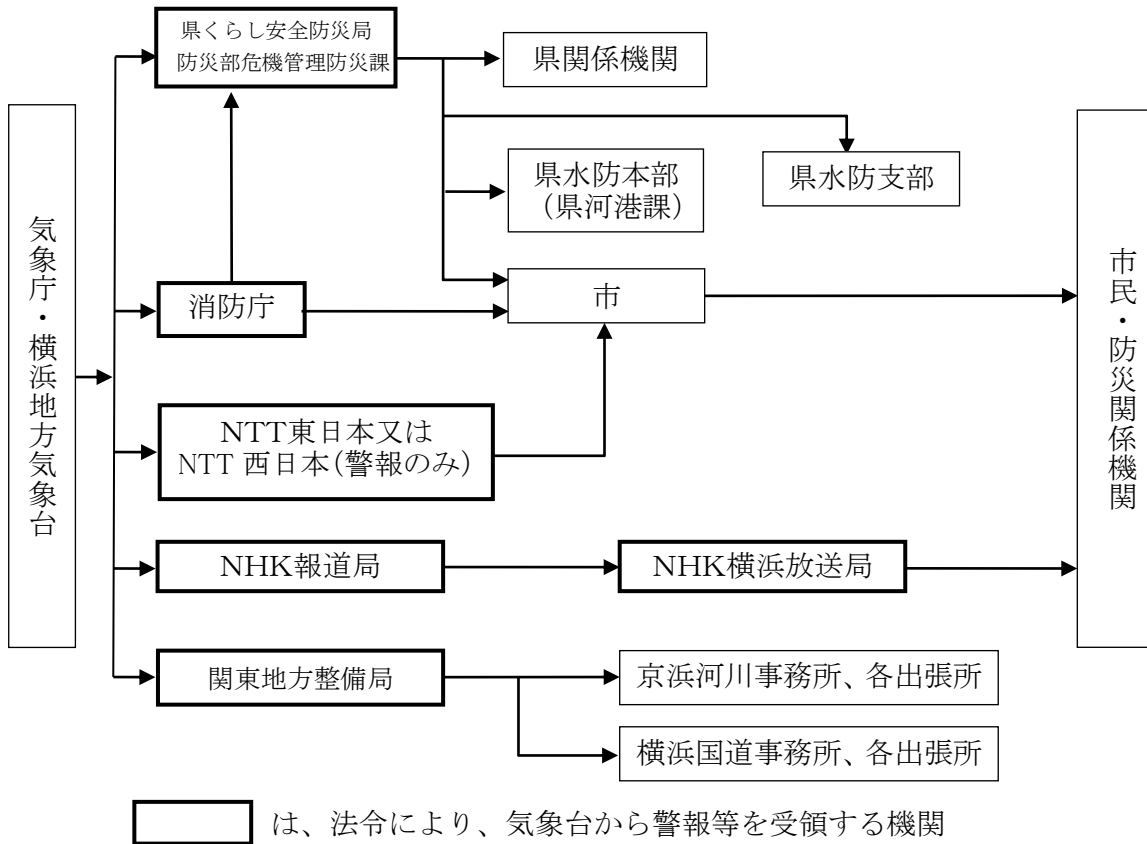 県くらし安全防災局
防災部危機管理防災課
県関係機関
県水防本部
（県河港課）
県水防支部
気象庁・横浜地方気象台
消防庁
市
市民・防災関係機関
NTT東日本又は
NTT 西日本（警報のみ）
NHK報道局
NHK横浜放送局
関東地方整備局
京浜河川事務所、各出張所
横浜国道事務所、各出張所
は、法令により、気象台から警報等を受領する機関